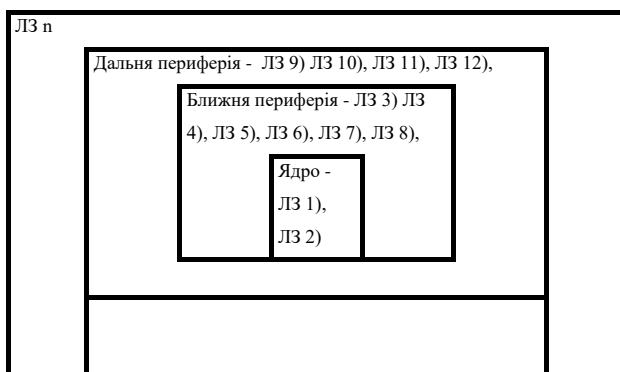 ЛЗ n
Дальня периферія - ЛЗ 9) ЛЗ 10), ЛЗ 11), ЛЗ 12),
Ближня периферія - ЛЗ 3) ЛЗ
4), ЛЗ 5), ЛЗ 6), ЛЗ 7), ЛЗ 8),
Ядро -
ЛЗ 1),
ЛЗ 2)